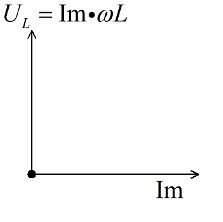 U_L = Im•ωL
Im